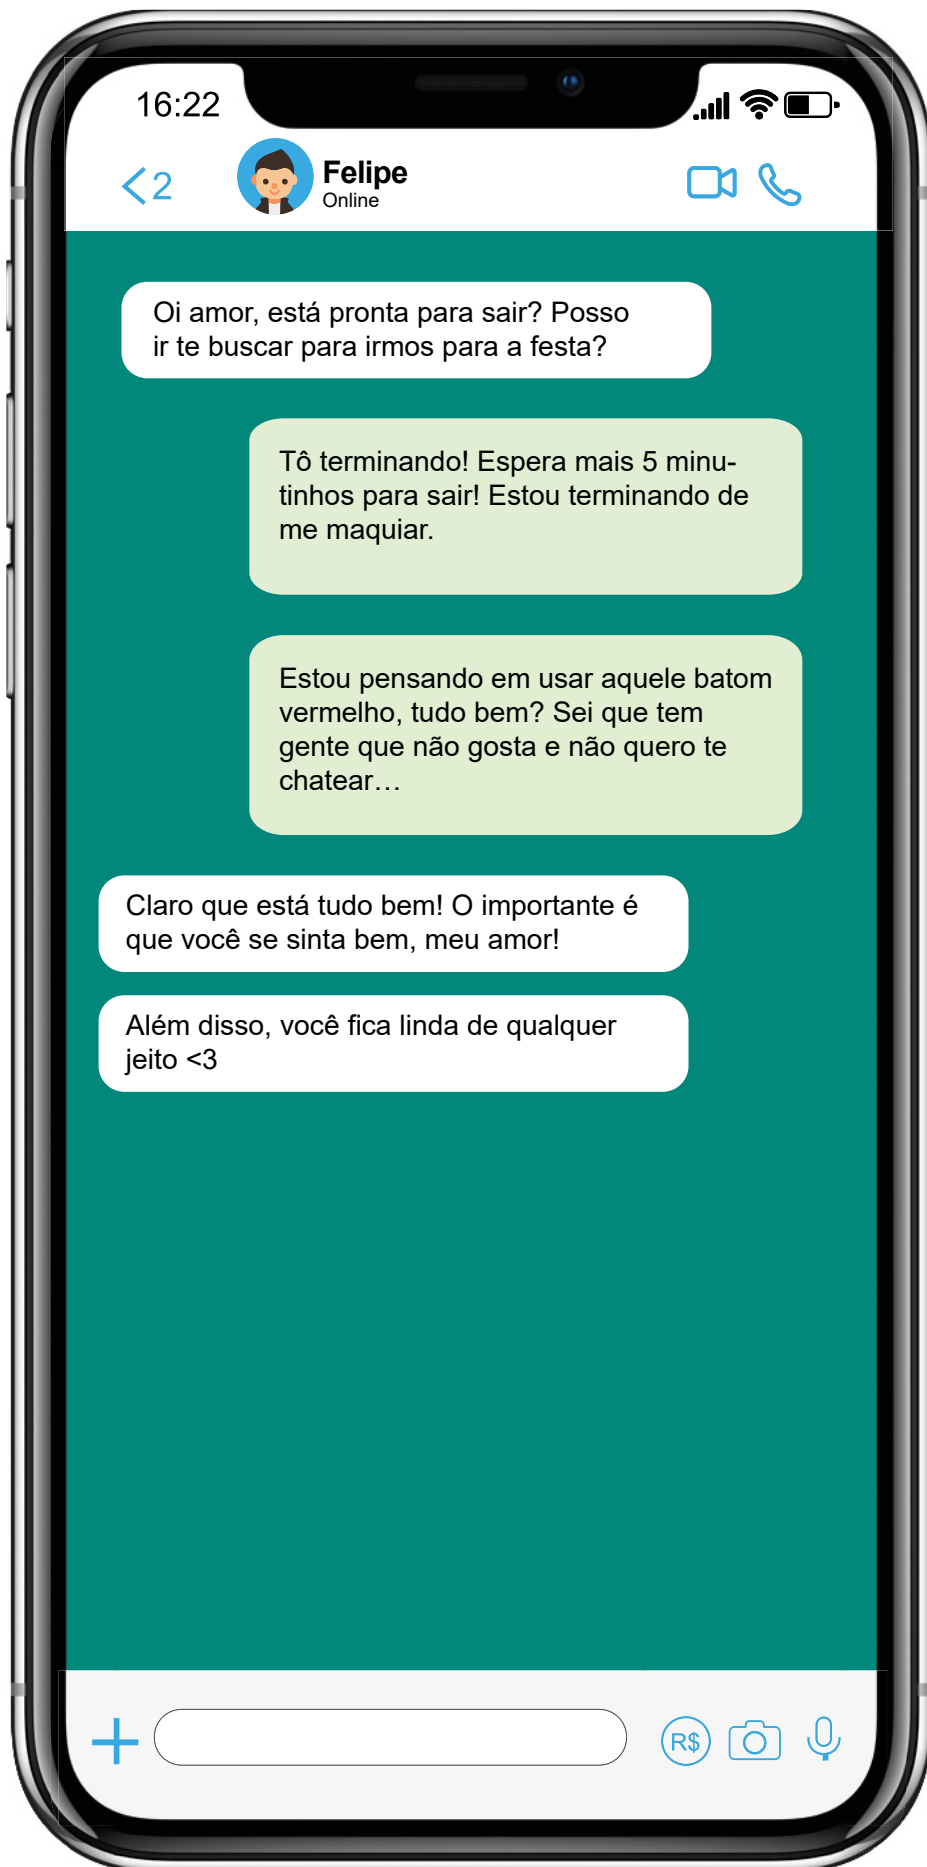 16:22
2
Felipe
Online
Oi amor, está pronta para sair? Posso
ir te buscar para irmos para a festa?
Tô terminando! Espera mais 5 minu-
tinhos para sair! Estou terminando de
me maquiar.
Estou pensando em usar aquele batom
vermelho, tudo bem? Sei que tem
gente que não gosta e não quero te
chatear…
Claro que está tudo bem! O importante é
que você se sinta bem, meu amor!
Além disso, você fica linda de qualquer
jeito <3
R$